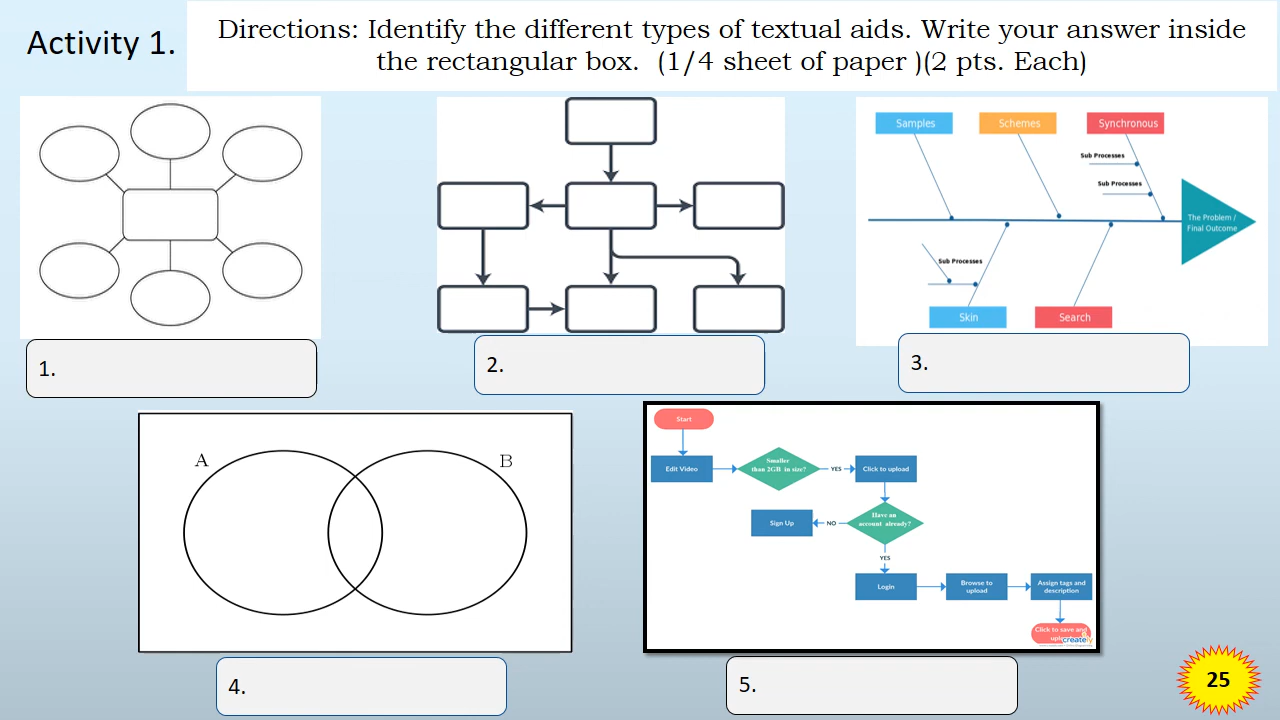 Activity 1.
Directions: Identify the different types of textual aids. Write your answer inside
the rectangular box. (1/4 sheet of paper )(2 pts. Each)
Samples
Schemes
Synchronous
Sub Processes
Sub Processes
The Problem /
Final Outcome
Sub Processes
Skin
Search
1.
2.
3.
A
B
Start
Edit Video
Smaller
than 2GB in size?
YES
Click to upload
Sign Up
NO
Have an
account already?
YES
Login
Browse to
upload
Assign tags and
description
Click to save and
creately
4.
5.
25